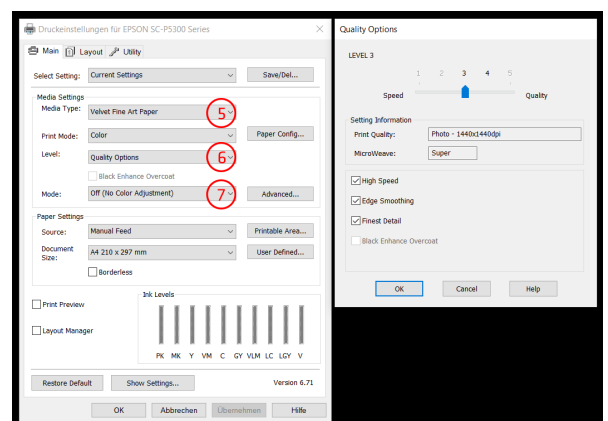 Druckeinstellungen für EPSON SC-P5300 Series
Main Layout Utility
Select Setting: Current Settings Save/Del...
Media Settings
Media Type: Velvet Fine Art Paper 5
Print Mode: Color Paper Config...
Level: Quality Options 6
Black Enhance Overcoat
Mode: Off (No Color Adjustment) 7 Advanced...
Paper Settings
Source: Manual Feed Printable Area...
Document Size: A4 210 x 297 mm User Defined...
Borderless
Print Preview
Layout Manager
Ink Levels
PK MK Y VM C GY VLM LC LGY V
Restore Default Show Settings... Version 6.71
OK Abbrechen Übernehmen Hilfe
Quality Options
LEVEL 3
1 2 3 4 5
Speed Quality
Setting Information
Print Quality: Photo - 1440x1440dpi
MicroWeave: Super
High Speed
Edge Smoothing
Finest Detail
Black Enhance Overcoat
OK Cancel Help